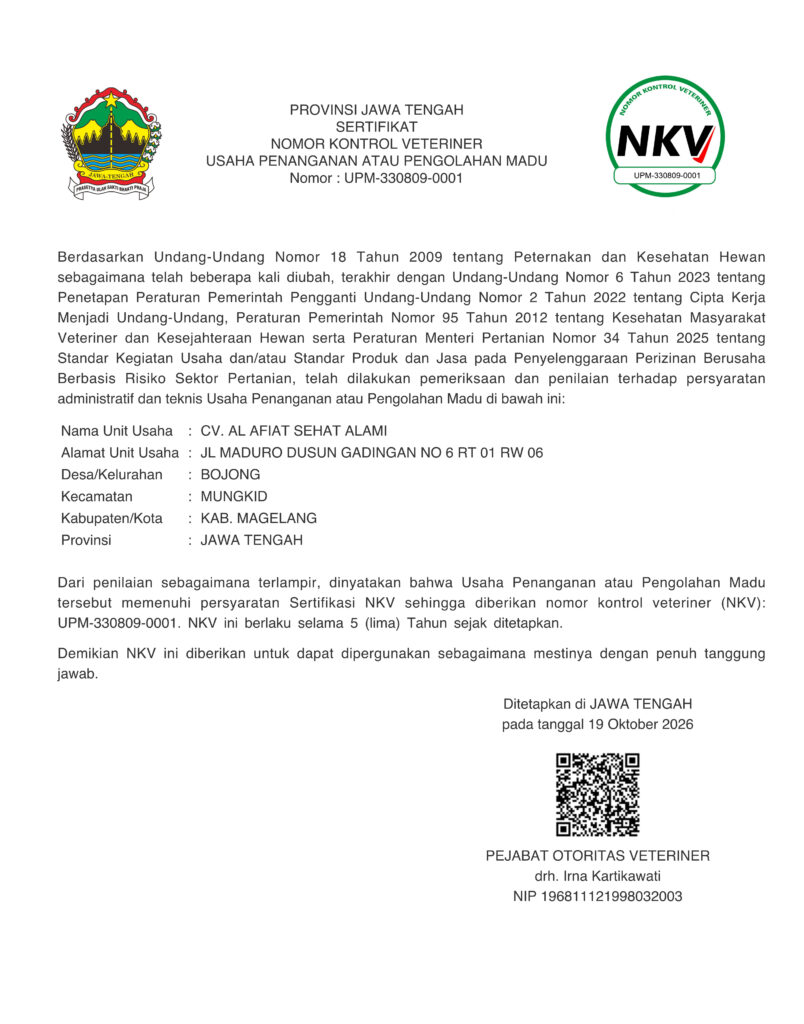 PROVINSI JAWA TENGAH
SERTIFIKAT
NOMOR KONTROL VETERINER
USAHA PENANGANAN ATAU PENGOLAHAN MADU
Nomor : UPM-330809-0001
JAWA-TENGAH
PRASETYA ULAH SAKTI BHAKTI PRAJA
NOMOR KONTROL VETERINER
NKV
UPM-330809-0001
Berdasarkan Undang-Undang Nomor 18 Tahun 2009 tentang Peternakan dan Kesehatan Hewan
sebagaimana telah beberapa kali diubah, terakhir dengan Undang-Undang Nomor 6 Tahun 2023 tentang
Penetapan Peraturan Pemerintah Pengganti Undang-Undang Nomor 2 Tahun 2022 tentang Cipta Kerja
Menjadi Undang-Undang, Peraturan Pemerintah Nomor 95 Tahun 2012 tentang Kesehatan Masyarakat
Veteriner dan Kesejahteraan Hewan serta Peraturan Menteri Pertanian Nomor 34 Tahun 2025 tentang
Standar Kegiatan Usaha dan/atau Standar Produk dan Jasa pada Penyelenggaraan Perizinan Berusaha
Berbasis Risiko Sektor Pertanian, telah dilakukan pemeriksaan dan penilaian terhadap persyaratan
administratif dan teknis Usaha Penanganan atau Pengolahan Madu di bawah ini:
Nama Unit Usaha : CV. AL AFIAT SEHAT ALAMI
Alamat Unit Usaha : JL MADURO DUSUN GADINGAN NO 6 RT 01 RW 06
Desa/Kelurahan : BOJONG
Kecamatan : MUNGKID
Kabupaten/Kota : KAB. MAGELANG
Provinsi : JAWA TENGAH
Dari penilaian sebagaimana terlampir, dinyatakan bahwa Usaha Penanganan atau Pengolahan Madu
tersebut memenuhi persyaratan Sertifikasi NKV sehingga diberikan nomor kontrol veteriner (NKV):
UPM-330809-0001. NKV ini berlaku selama 5 (lima) Tahun sejak ditetapkan.
Demikian NKV ini diberikan untuk dapat dipergunakan sebagaimana mestinya dengan penuh tanggung
jawab.
Ditetapkan di JAWA TENGAH
pada tanggal 19 Oktober 2026
PEJABAT OTORITAS VETERINER
drh. Irna Kartikawati
NIP 196811121998032003